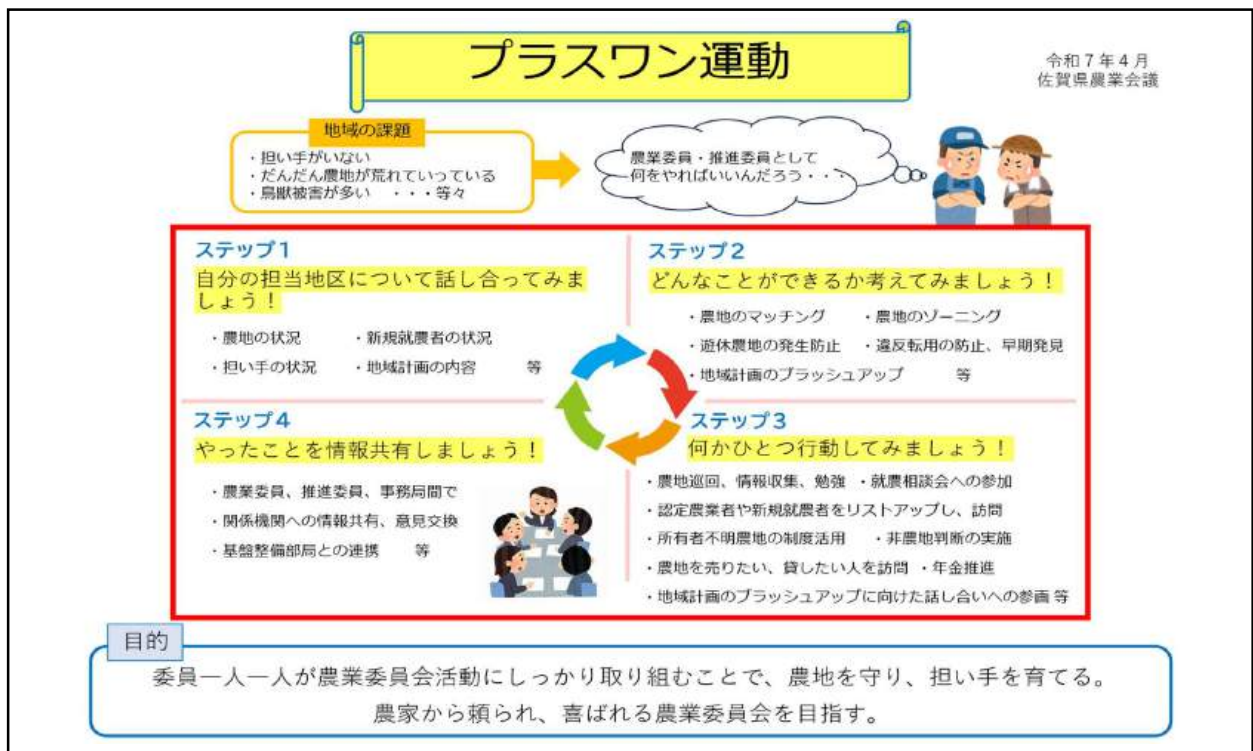 プラスワン運動
令和７年４月
佐賀県農業会議
地域の課題
・担い手がいない
・だんだん農地が荒れていっている
・鳥獣被害が多い　・・・等々
農業委員・推進委員として
何をやればいいんだろう・・・
ステップ1
自分の担当地区について話し合ってみま
しょう！
・農地の状況　・新規就農者の状況
・担い手の状況　・地域計画の内容　等
ステップ2
どんなことができるか考えてみましょう！
・農地のマッチング　・農地のゾーニング
・遊休農地の発生防止　・違反転用の防止、早期発見
・地域計画のブラッシュアップ　等
ステップ3
何かひとつ行動してみましょう！
・農地巡回、情報収集、勉強　・就農相談会への参加
・認定農業者や新規就農者をリストアップし、訪問
・所有者不明農地の制度活用　・非農地判断の実施
・農地を売りたい、貸したい人を訪問　・年金推進
・地域計画のブラッシュアップに向けた話し合いへの参画 等
ステップ4
やったことを情報共有しましょう！
・農業委員、推進委員、事務局間で
・関係機関への情報共有、意見交換
・基盤整備部局との連携　等
目的
委員一人一人が農業委員会活動にしっかり取り組むことで、農地を守り、担い手を育てる。
農家から頼られ、喜ばれる農業委員会を目指す。